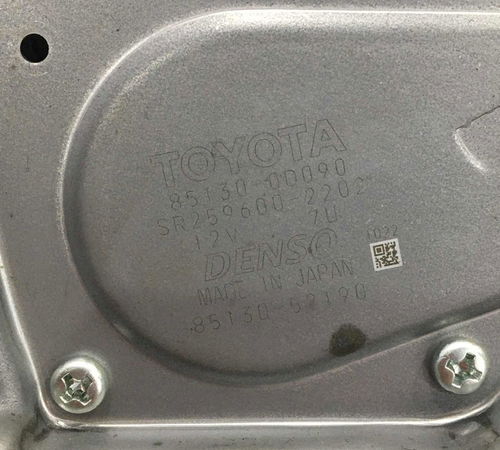 TOYOTA
85130-00090
SR259600-2202
12V 7U
DENSO
1022
MADE IN JAPAN
85130-52190